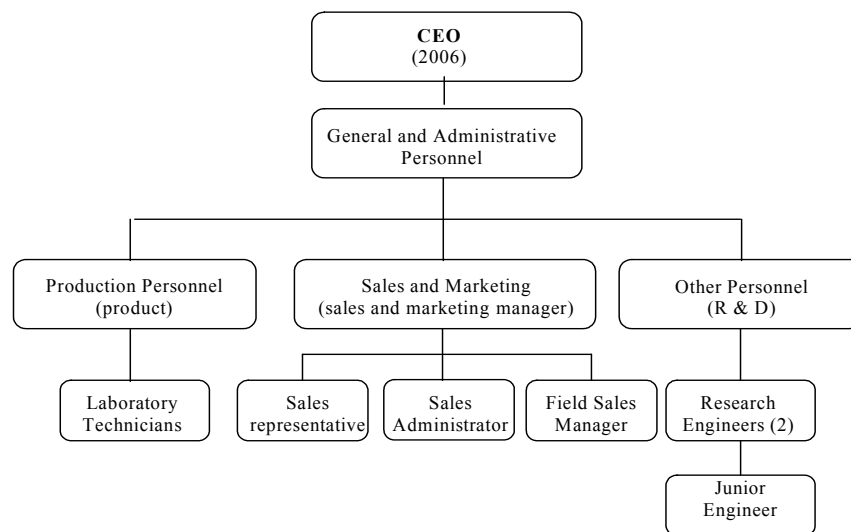 CEO
(2006)
General and Administrative
Personnel
Production Personnel
(product)
Sales and Marketing
(sales and marketing manager)
Other Personnel
(R & D)
Laboratory
Technicians
Sales
representative
Sales
Administrator
Field Sales
Manager
Research
Engineers (2)
Junior
Engineer